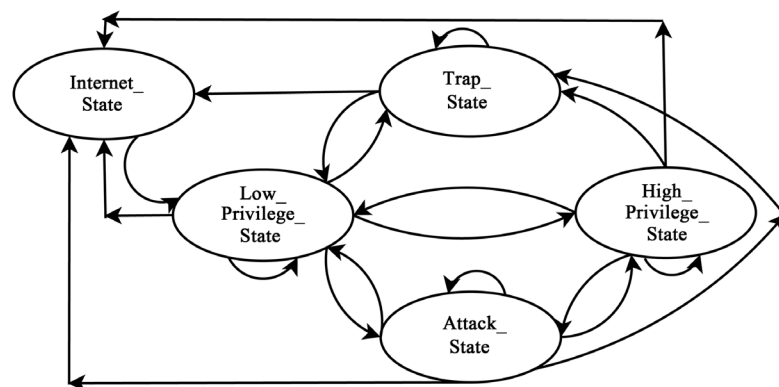 Internet_
State
Trap_
State
Low_
Privilege_
State
High_
Privilege_
State
Attack_
State